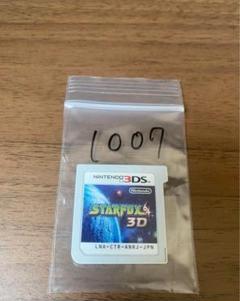 1007
NINTENDO 3DS
Nintendo
STARFOX 64
3D
LNA-CTR-ANRJ-JPN